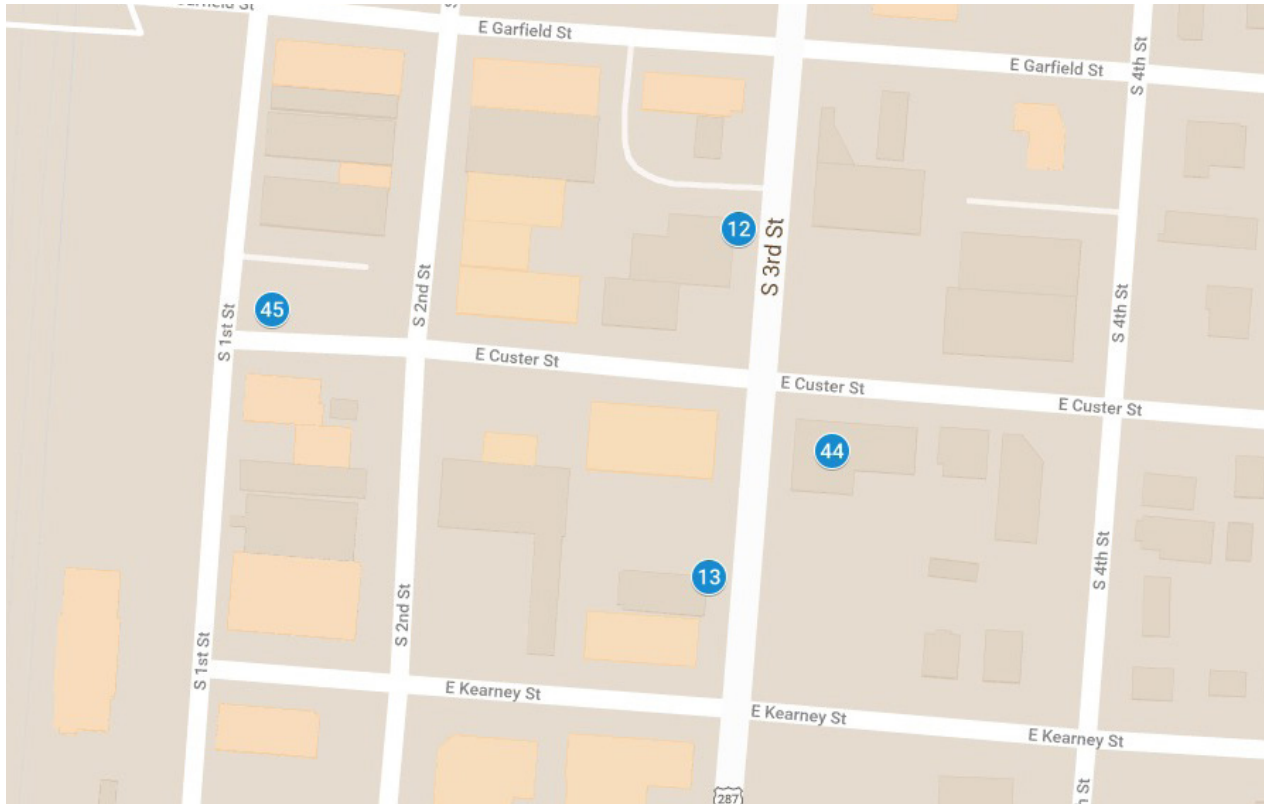 E Garfield St
E Garfield St
S 4th St
12
S 3rd St
S 2nd St
45
S 1st St
S 4th St
E Custer St
E Custer St
E Custer St
44
S 4th St
13
S 2nd St
S 1st St
E Kearney St
E Kearney St
E Kearney St
287